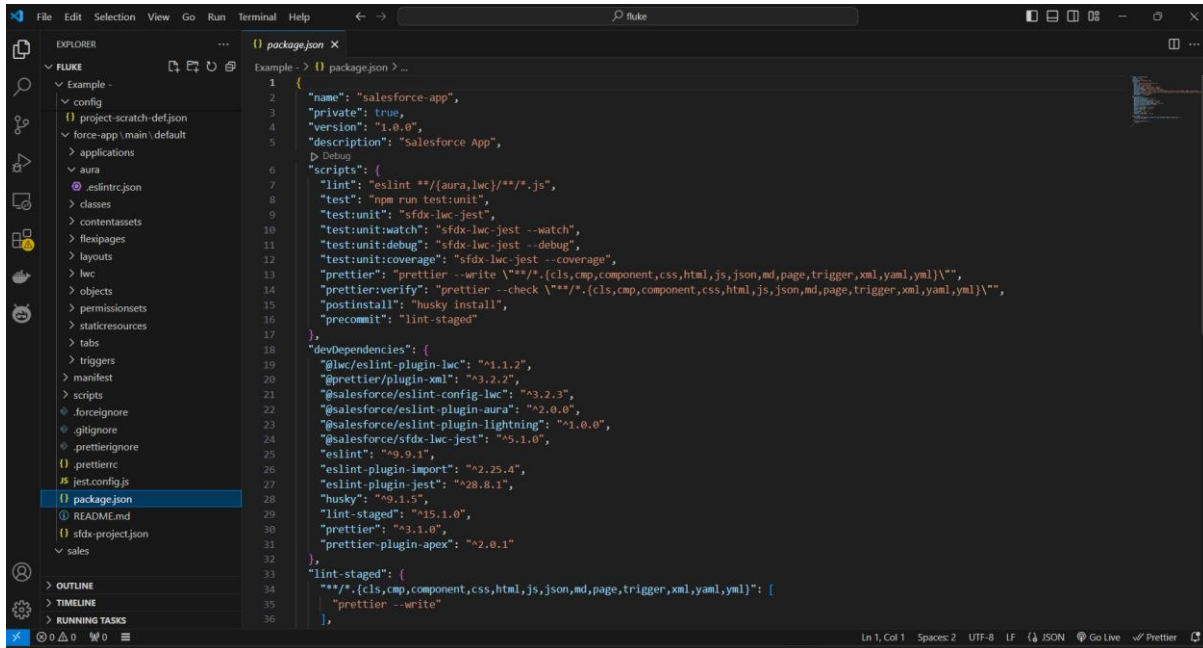 File Edit Selection View Go Run Terminal Help
fluke
EXPLORER
FLUKE
Example -
config
project-scratch-def.json
force-app\main\default
applications
aura
.eslintrc.json
classes
contentassets
flexipages
layouts
lwc
objects
permissionsets
staticresources
tabs
triggers
manifest
scripts
.forceignore
.gitignore
.prettierignore
.prettierrc
jest.config.js
package.json
README.md
sfdx-project.json
sales
OUTLINE
TIMELINE
RUNNING TASKS
{} package.json
Example - > {} package.json > ...
1 {
2 "name": "salesforce-app",
3 "private": true,
4 "version": "1.0.0",
5 "description": "Salesforce App",
Debug
6 "scripts": {
7 "lint": "eslint **/{aura,lwc}/**/*.js",
8 "test": "npm run test:unit",
9 "test:unit": "sfdx-lwc-jest",
10 "test:unit:watch": "sfdx-lwc-jest --watch",
11 "test:unit:debug": "sfdx-lwc-jest --debug",
12 "test:unit:coverage": "sfdx-lwc-jest --coverage",
13 "prettier": "prettier --write \"**/*.{cls,cmp,component,css,html,js,json,md,page,trigger,xml,yaml,yml}\"",
14 "prettier:verify": "prettier --check \"**/*.{cls,cmp,component,css,html,js,json,md,page,trigger,xml,yaml,yml}\"",
15 "postinstall": "husky install",
16 "precommit": "lint-staged"
17 },
18 "devDependencies": {
19 "@lwc/eslint-plugin-lwc": "^1.1.2",
20 "@prettier/plugin-xml": "^3.2.2",
21 "@salesforce/eslint-config-lwc": "^3.2.3",
22 "@salesforce/eslint-plugin-aura": "^2.0.0",
23 "@salesforce/eslint-plugin-lightning": "^1.0.0",
24 "@salesforce/sfdx-lwc-jest": "^5.1.0",
25 "eslint": "^9.9.1",
26 "eslint-plugin-import": "^2.25.4",
27 "eslint-plugin-jest": "^28.8.1",
28 "husky": "^9.1.5",
29 "lint-staged": "^15.1.0",
30 "prettier": "^3.1.0",
31 "prettier-plugin-apex": "^2.0.1"
32 },
33 "lint-staged": {
34 "**/*.{cls,cmp,component,css,html,js,json,md,page,trigger,xml,yaml,yml}": [
35 "prettier --write"
36 ],
0 0 0 Ln 1, Col 1 Spaces: 2 UTF-8 LF JSON Go Live Prettier